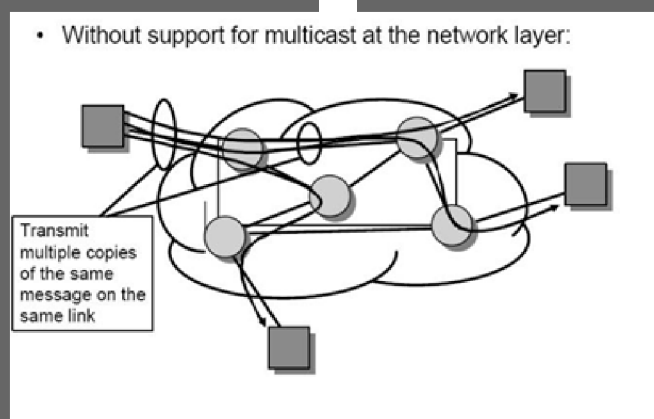 • Without support for multicast at the network layer:
Transmit
multiple copies
of the same
message on the
same link